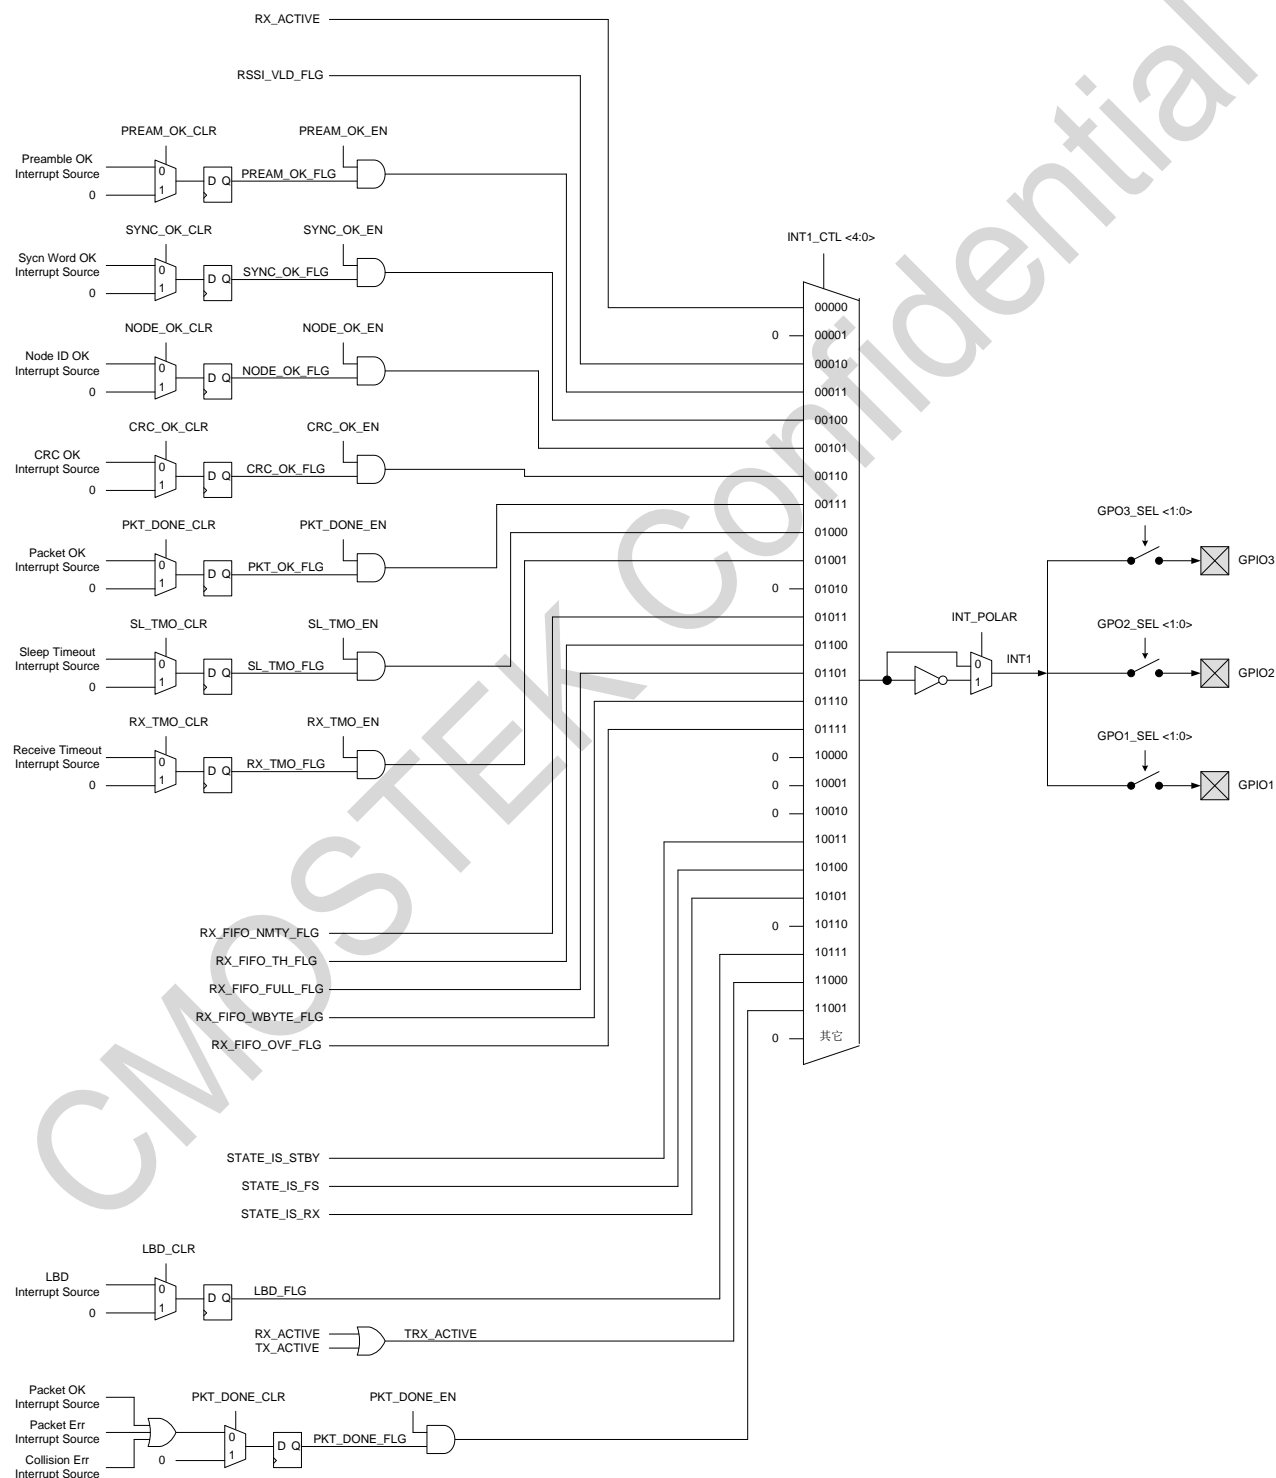 RX_ACTIVE
RSSI_VLD_FLG
PREAM_OK_CLR
PREAM_OK_EN
Preamble OK
Interrupt Source
0
0
1
D Q
PREAM_OK_FLG
SYNC_OK_CLR
SYNC_OK_EN
Sycn Word OK
Interrupt Source
0
0
1
D Q
SYNC_OK_FLG
NODE_OK_CLR
NODE_OK_EN
Node ID OK
Interrupt Source
0
0
1
D Q
NODE_OK_FLG
CRC_OK_CLR
CRC_OK_EN
CRC OK
Interrupt Source
0
0
1
D Q
CRC_OK_FLG
PKT_DONE_CLR
PKT_DONE_EN
Packet OK
Interrupt Source
0
0
1
D Q
PKT_OK_FLG
SL_TMO_CLR
SL_TMO_EN
Sleep Timeout
Interrupt Source
0
0
1
D Q
SL_TMO_FLG
RX_TMO_CLR
RX_TMO_EN
Receive Timeout
Interrupt Source
0
0
1
D Q
RX_TMO_FLG
RX_FIFO_NMTY_FLG
RX_FIFO_TH_FLG
RX_FIFO_FULL_FLG
RX_FIFO_WBYTE_FLG
RX_FIFO_OVF_FLG
STATE_IS_STBY
STATE_IS_FS
STATE_IS_RX
LBD_CLR
LBD
Interrupt Source
0
0
1
D Q
LBD_FLG
RX_ACTIVE
TX_ACTIVE
TRX_ACTIVE
Packet OK
Interrupt Source
Packet Err
Interrupt Source
Collision Err
Interrupt Source
PKT_DONE_CLR
PKT_DONE_EN
0
0
1
D Q
PKT_DONE_FLG
INT1_CTL <4:0>
00000
0 00001
00010
00011
00100
00101
00110
00111
01000
01001
0 01010
01011
01100
01101
01110
01111
0 10000
0 10001
0 10010
10011
10100
10101
0 10110
10111
11000
11001
0 其它
INT_POLAR
0
1
INT1
GPO3_SEL <1:0>
GPIO3
GPO2_SEL <1:0>
GPIO2
GPO1_SEL <1:0>
GPIO1
CMOSTEK Confidential